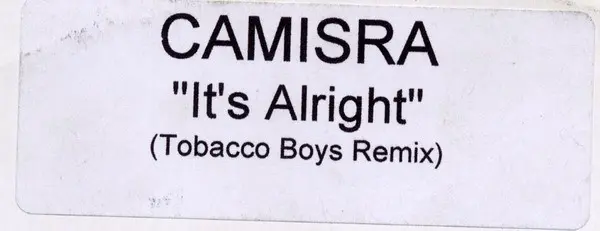 CAMISRA
"It's Alright"
(Tobacco Boys Remix)